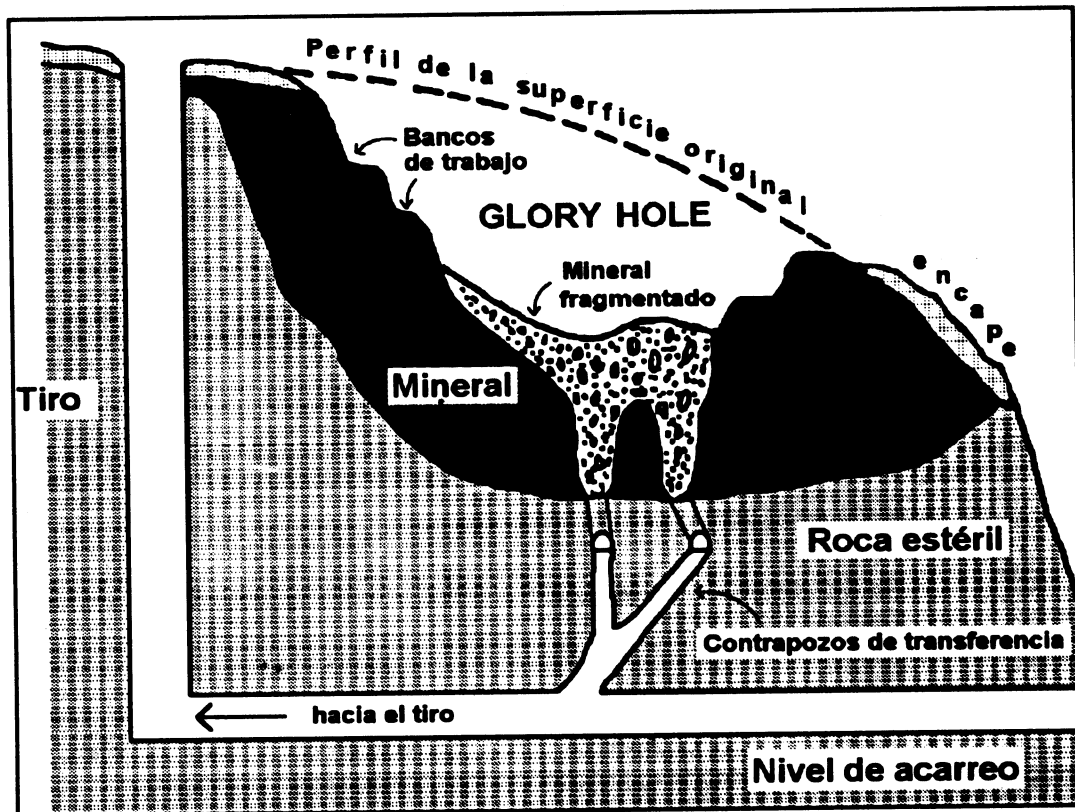 Perfil de la superficie original
Bancos
de trabajo
GLORY HOLE
encape
Mineral
fragmentado
Mineral
Tiro
Roca estéril
Contrapozos de transferencia
hacia el tiro
Nivel de acarreo